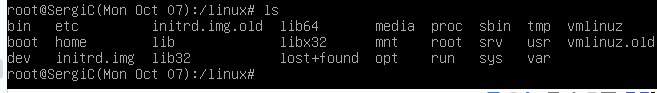 root@SergiC(Mon Oct 07):/linux# ls
bin   etc         initrd.img.old  lib64       media  proc  sbin  tmp  vmlinuz
boot  home        lib             libx32      mnt    root  srv   usr  vmlinuz.old
dev   initrd.img  lib32           lost+found  opt    run   sys   var
root@SergiC(Mon Oct 07):/linux#